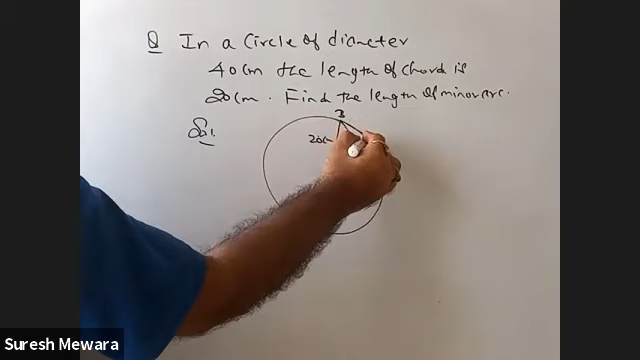 Q In a Circle of diameter
40cm the length of chord is
20cm. Find the length of minor arc.
Sol.
B
20c
Suresh Mewara